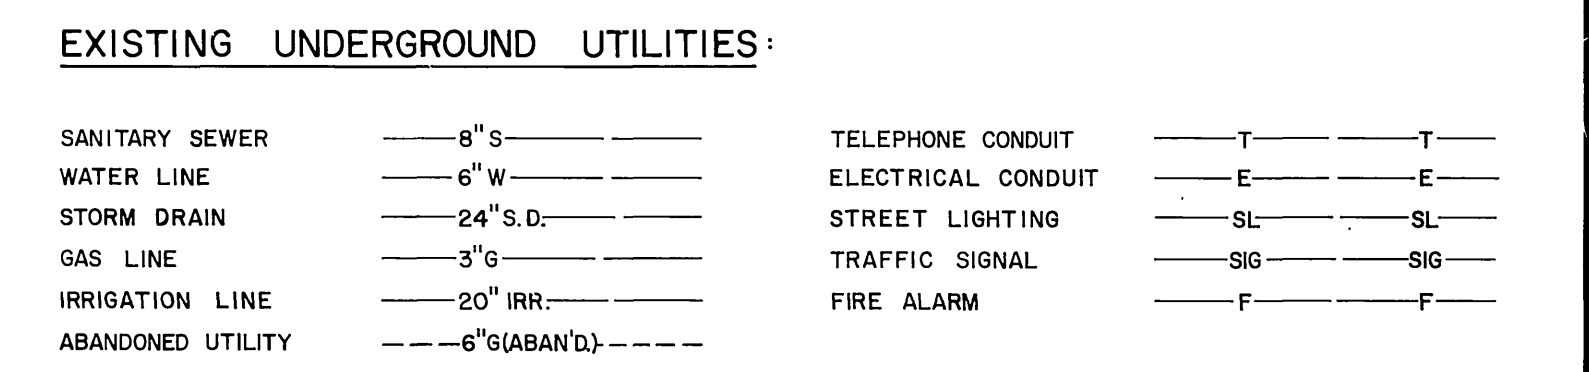 EXISTING UNDERGROUND UTILITIES:
SANITARY SEWER 8" S
WATER LINE 6" W
STORM DRAIN 24" S.D.
GAS LINE 3"G
IRRIGATION LINE 20" IRR.
ABANDONED UTILITY 6"G(ABAN'D.)
TELEPHONE CONDUIT T T
ELECTRICAL CONDUIT E E
STREET LIGHTING SL SL
TRAFFIC SIGNAL SIG SIG
FIRE ALARM F F